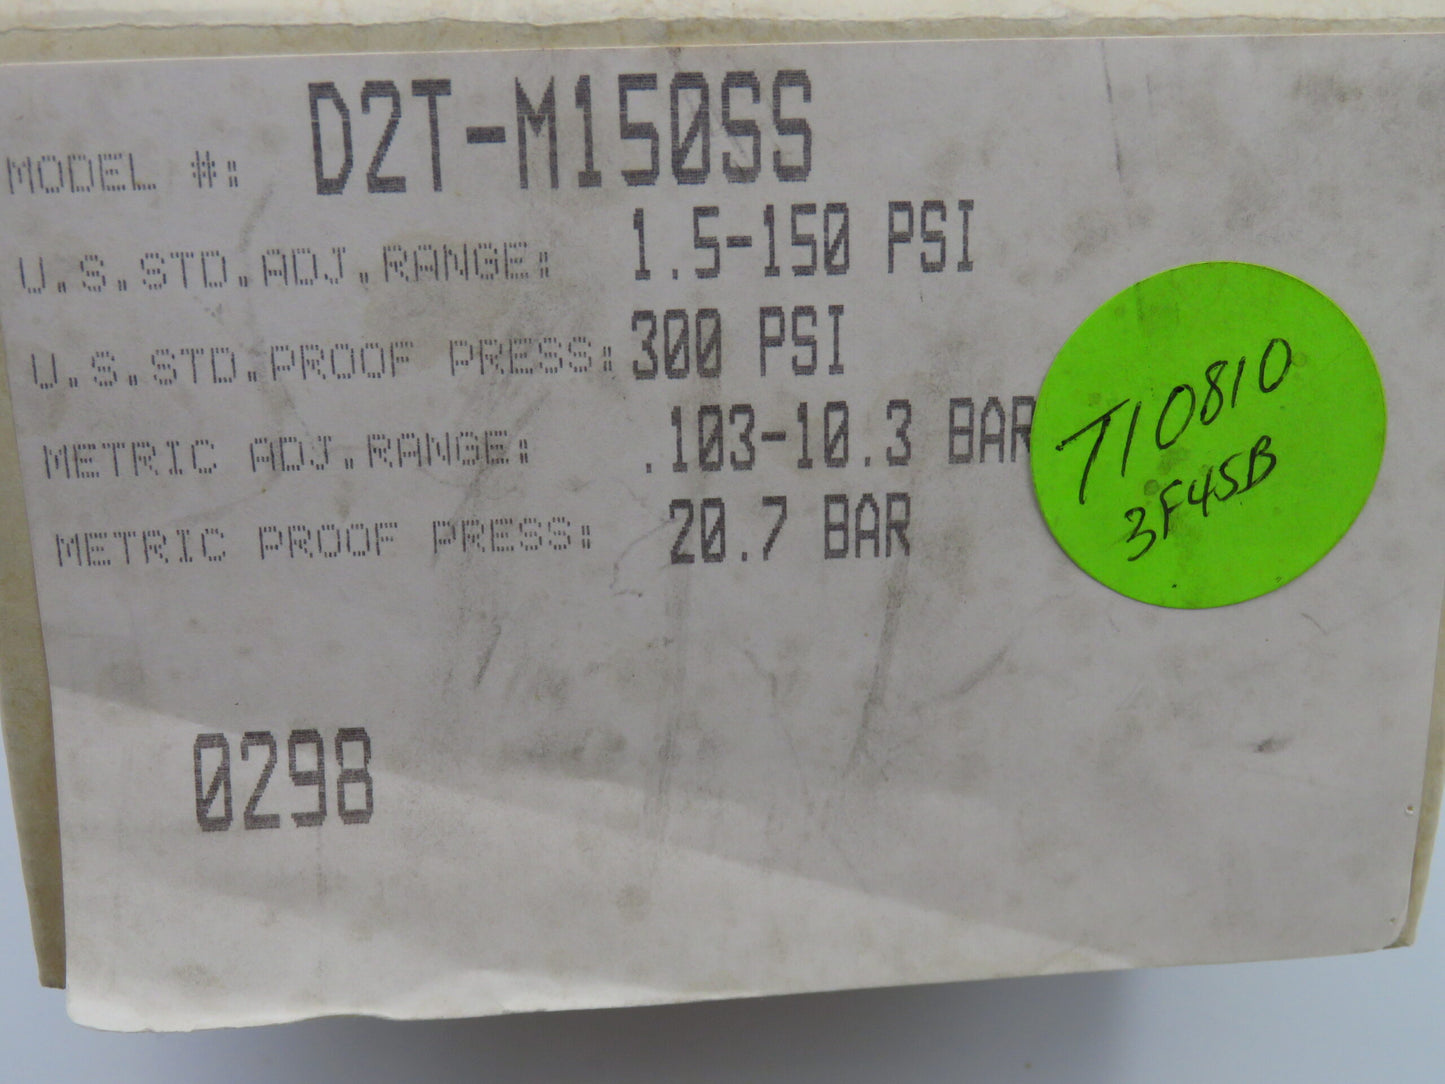 MODEL #: D2T-M150SS
U.S.STD.ADJ.RANGE: 1.5-150 PSI
U.S.STD.PROOF PRESS: 300 PSI
METRIC ADJ.RANGE: .103-10.3 BAR
METRIC PROOF PRESS: 20.7 BAR
0298
T10810
3F45B